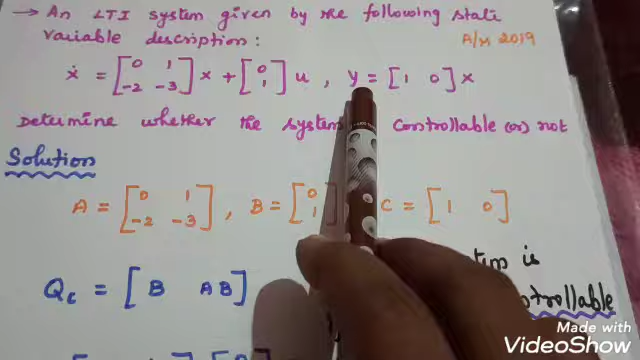 → An LTI system given by the following state
variable description: A/M 2019
ẋ = [0 1 -2 -3] x + [0 1] u , y = [1 0] x
Determine whether the system controllable (or) not
Solution
A = [0 1 -2 -3] , B = [0 1] C = [1 0]
is
Qc = [B AB] controllable
Made with
VideoShow